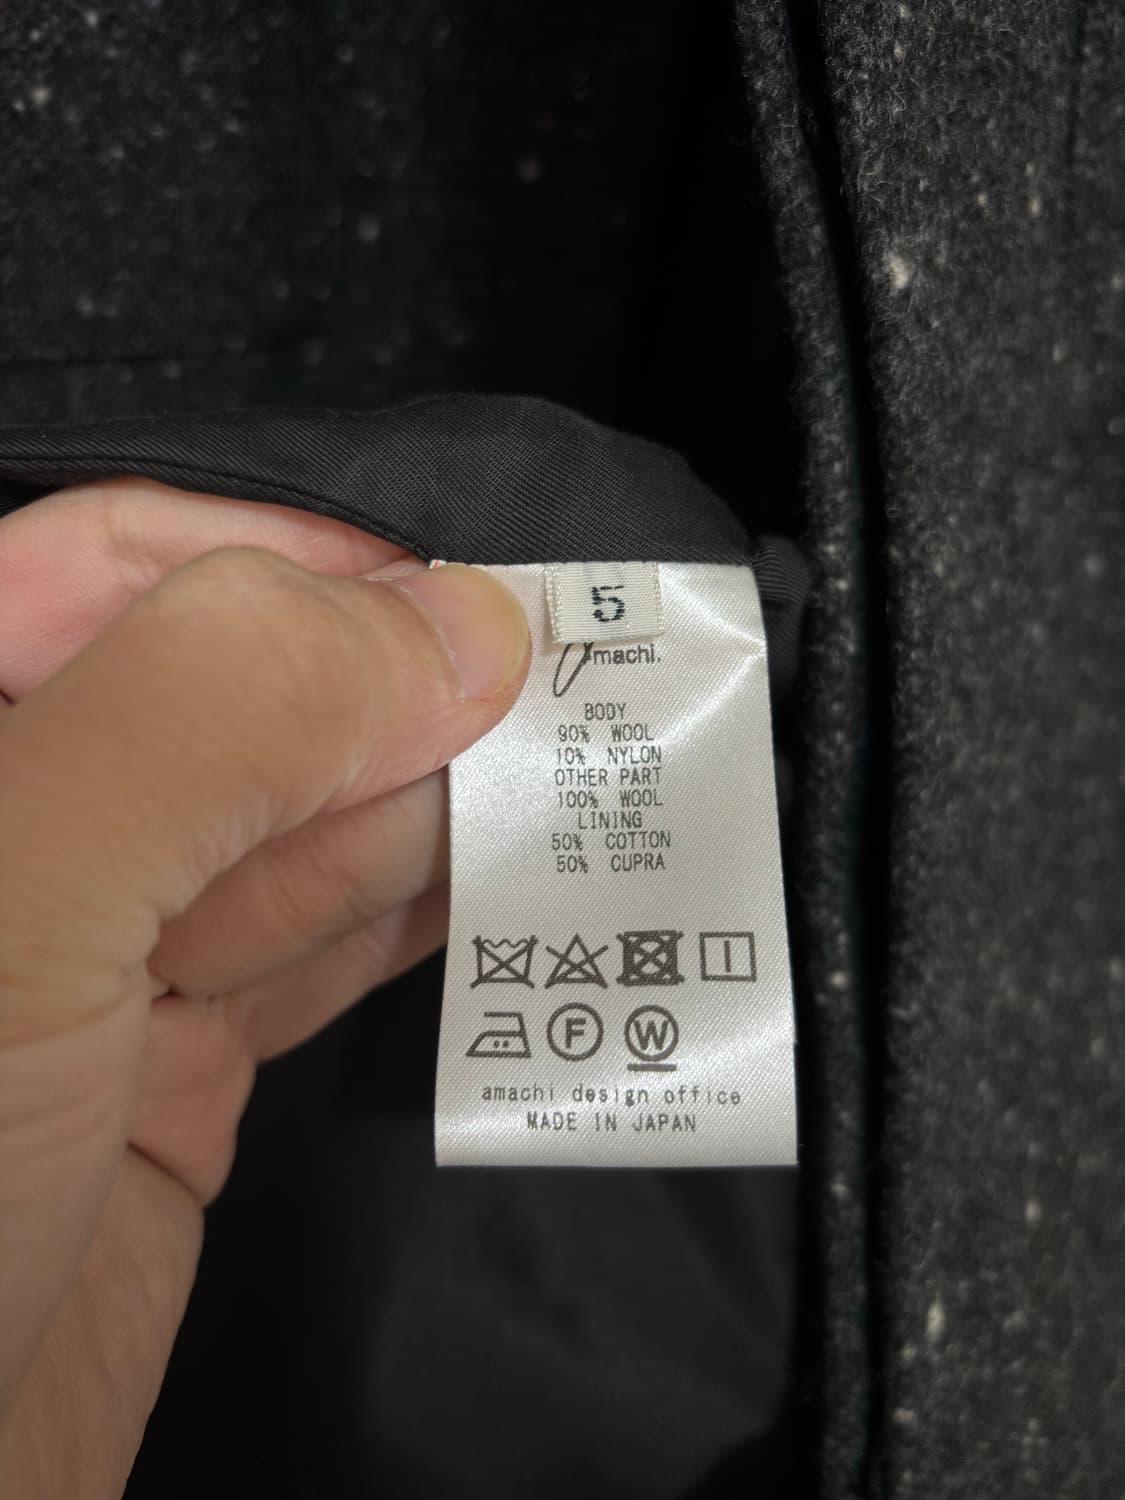 5
amachi.
BODY
90% WOOL
10% NYLON
OTHER PART
100% WOOL
LINING
50% COTTON
50% CUPRA
F W
amachi design office
MADE IN JAPAN